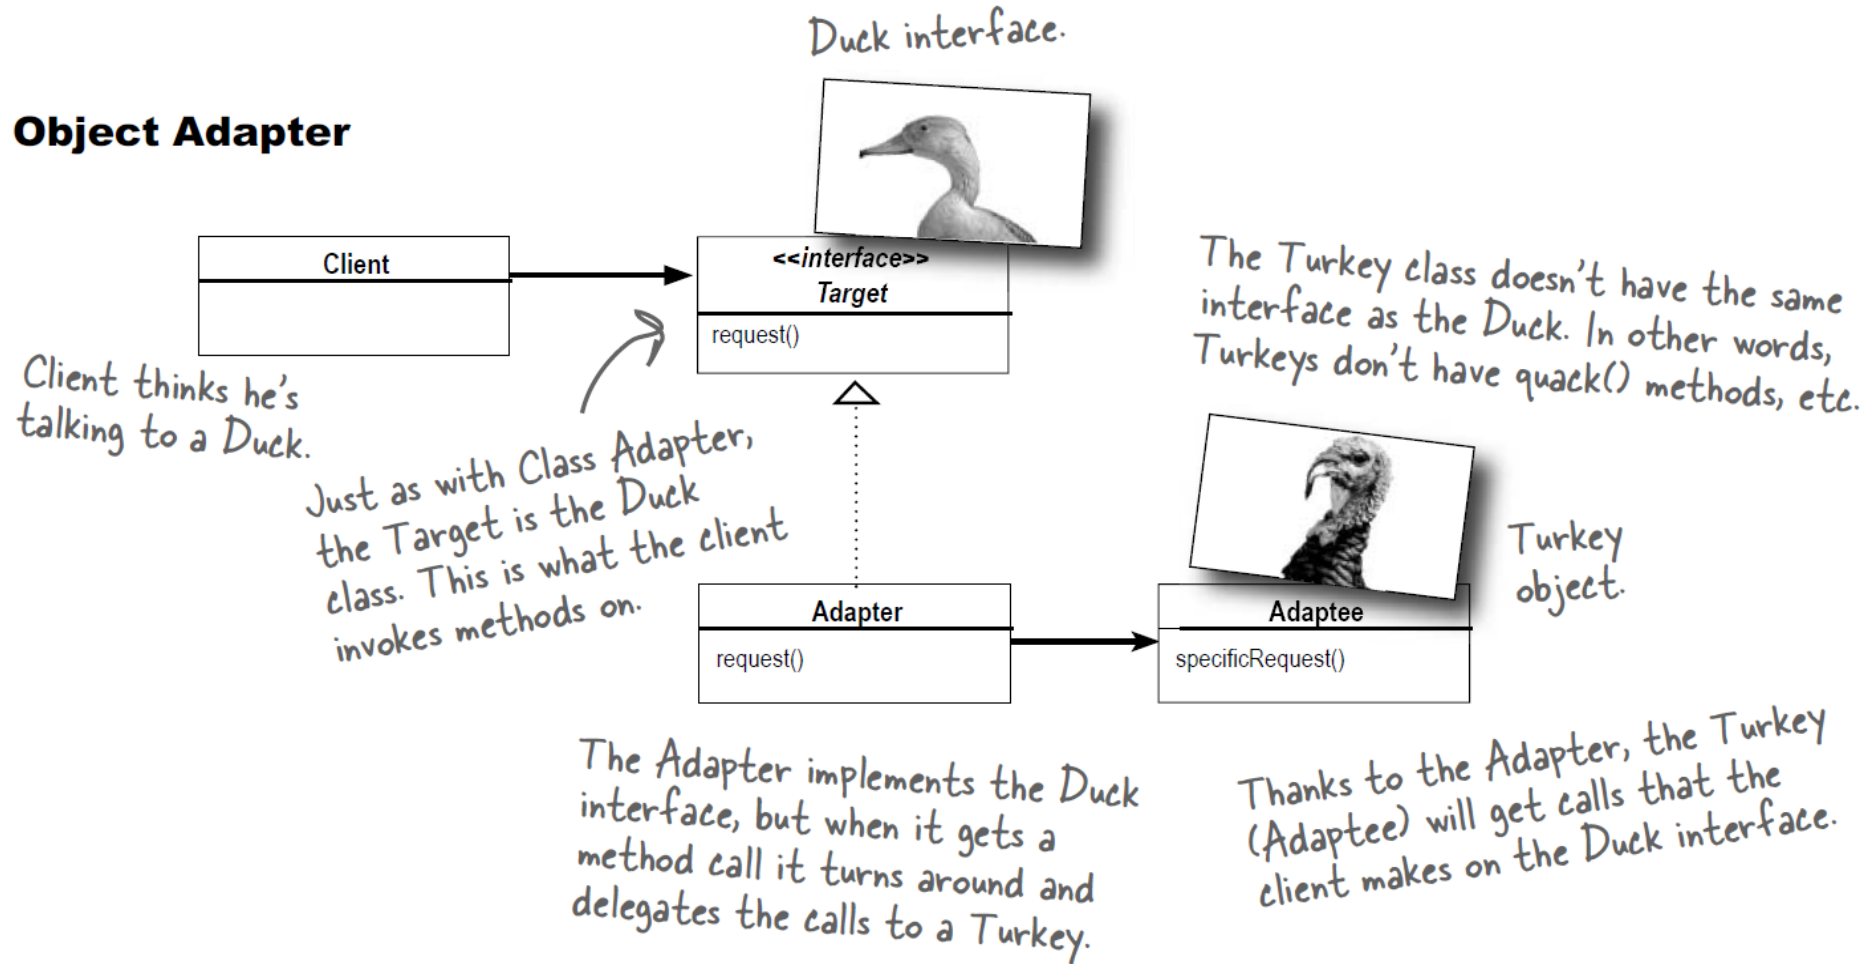 Duck interface.
Object Adapter
Client
<<interface>>
Target
request()
The Turkey class doesn't have the same
interface as the Duck. In other words,
Turkeys don't have quack() methods, etc.
Client thinks he's
talking to a Duck.
Just as with Class Adapter,
the Target is the Duck
class. This is what the client
invokes methods on.
Turkey
object.
Adapter
request()
Adaptee
specificRequest()
The Adapter implements the Duck
interface, but when it gets a
method call it turns around and
delegates the calls to a Turkey.
Thanks to the Adapter, the Turkey
(Adaptee) will get calls that the
client makes on the Duck interface.